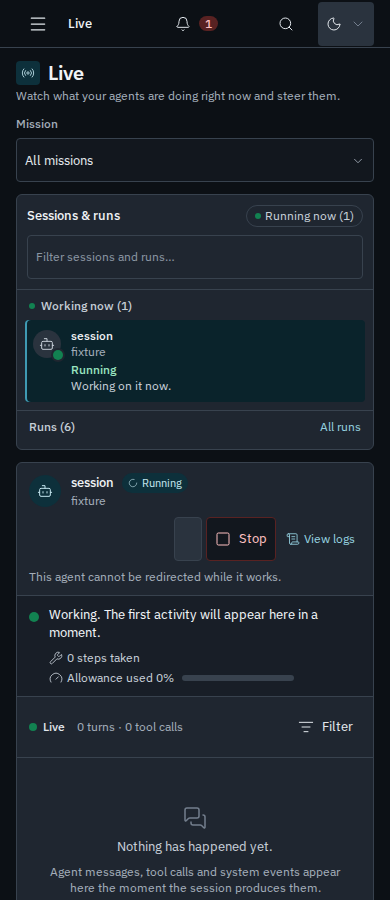 Live
1
Live
Watch what your agents are doing right now and steer them.
Mission
All missions
Sessions & runs
Running now (1)
Filter sessions and runs...
Working now (1)
session
fixture
Running
Working on it now.
Runs (6)
All runs
session
Running
fixture
Stop
View logs
This agent cannot be redirected while it works.
Working. The first activity will appear here in a
moment.
0 steps taken
Allowance used 0%
Live
0 turns · 0 tool calls
Filter
Nothing has happened yet.
Agent messages, tool calls and system events appear
here the moment the session produces them.